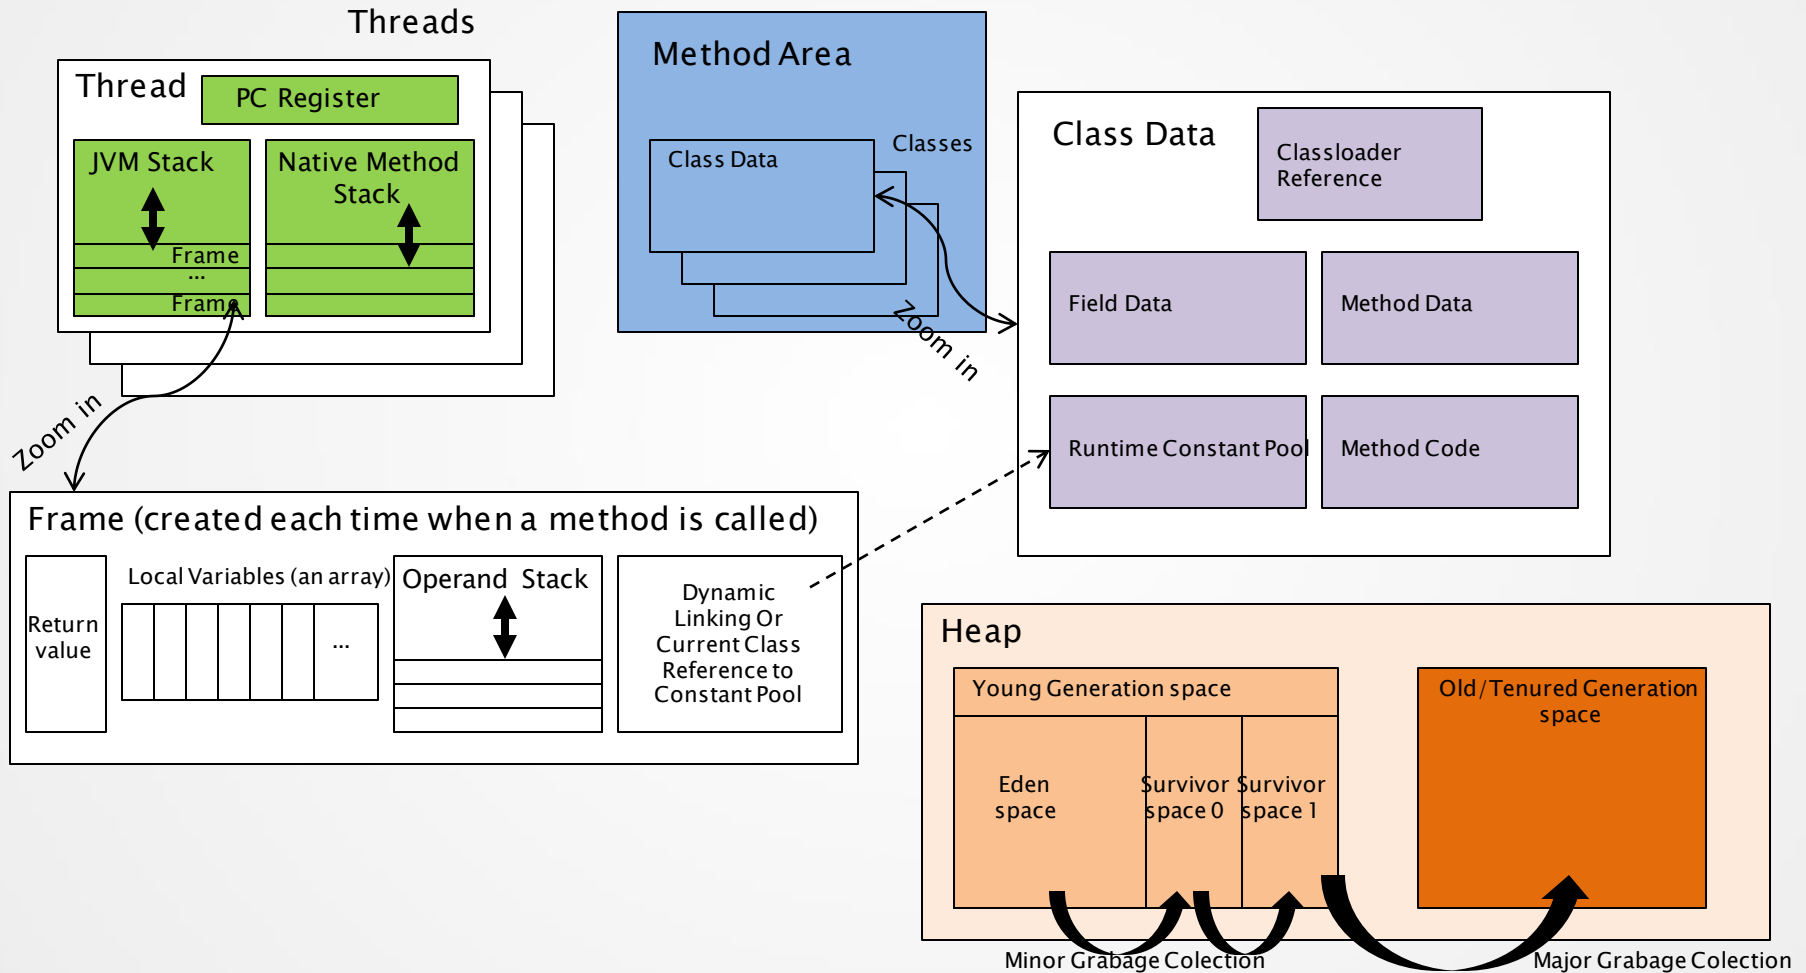 Threads
Thread
PC Register
JVM Stack
Native Method
Stack
Frame
...
Frame
Zoom in
Method Area
Classes
Class Data
Zoom in
Class Data
Classloader
Reference
Field Data
Method Data
Runtime Constant Pool
Method Code
Frame (created each time when a method is called)
Return
value
Local Variables (an array)
...
Operand Stack
Dynamic
Linking Or
Current Class
Reference to
Constant Pool
Heap
Young Generation space
Eden
space
Survivor
space 0
Survivor
space 1
Old/Tenured Generation
space
Minor Grabage Colection
Major Grabage Colection